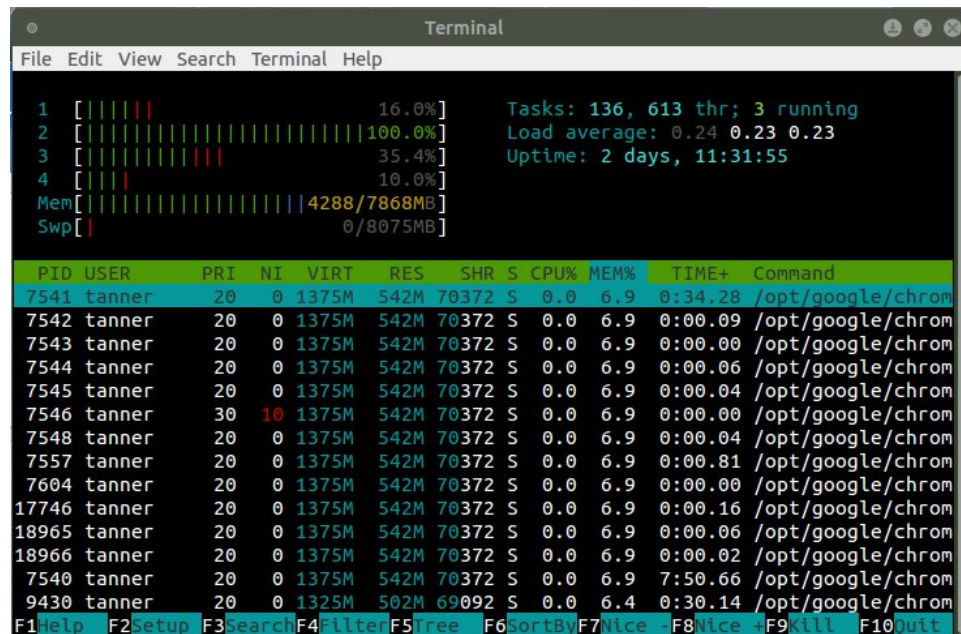 Terminal
File Edit View Search Terminal Help
1 [|||||| 16.0%] Tasks: 136, 613 thr; 3 running
2 [|||||||||||||||||||||||||100.0%] Load average: 0.24 0.23 0.23
3 [||||||||||||| 35.4%] Uptime: 2 days, 11:31:55
4 [|||| 10.0%]
Mem[||||||||||||||||||||4288/7868MB]
Swp[| 0/8075MB]
PID USER PRI NI VIRT RES SHR S CPU% MEM% TIME+ Command
7541 tanner 20 0 1375M 542M 70372 S 0.0 6.9 0:34.28 /opt/google/chrom
7542 tanner 20 0 1375M 542M 70372 S 0.0 6.9 0:00.09 /opt/google/chrom
7543 tanner 20 0 1375M 542M 70372 S 0.0 6.9 0:00.00 /opt/google/chrom
7544 tanner 20 0 1375M 542M 70372 S 0.0 6.9 0:00.06 /opt/google/chrom
7545 tanner 20 0 1375M 542M 70372 S 0.0 6.9 0:00.04 /opt/google/chrom
7546 tanner 30 10 1375M 542M 70372 S 0.0 6.9 0:00.00 /opt/google/chrom
7548 tanner 20 0 1375M 542M 70372 S 0.0 6.9 0:00.04 /opt/google/chrom
7557 tanner 20 0 1375M 542M 70372 S 0.0 6.9 0:00.81 /opt/google/chrom
7604 tanner 20 0 1375M 542M 70372 S 0.0 6.9 0:00.00 /opt/google/chrom
17746 tanner 20 0 1375M 542M 70372 S 0.0 6.9 0:00.16 /opt/google/chrom
18965 tanner 20 0 1375M 542M 70372 S 0.0 6.9 0:00.06 /opt/google/chrom
18966 tanner 20 0 1375M 542M 70372 S 0.0 6.9 0:00.02 /opt/google/chrom
7540 tanner 20 0 1375M 542M 70372 S 0.0 6.9 7:50.66 /opt/google/chrom
9430 tanner 20 0 1325M 502M 69092 S 0.0 6.4 0:30.14 /opt/google/chrom
F1Help F2Setup F3SearchF4FilterF5Tree F6SortByF7Nice -F8Nice +F9Kill F10Quit